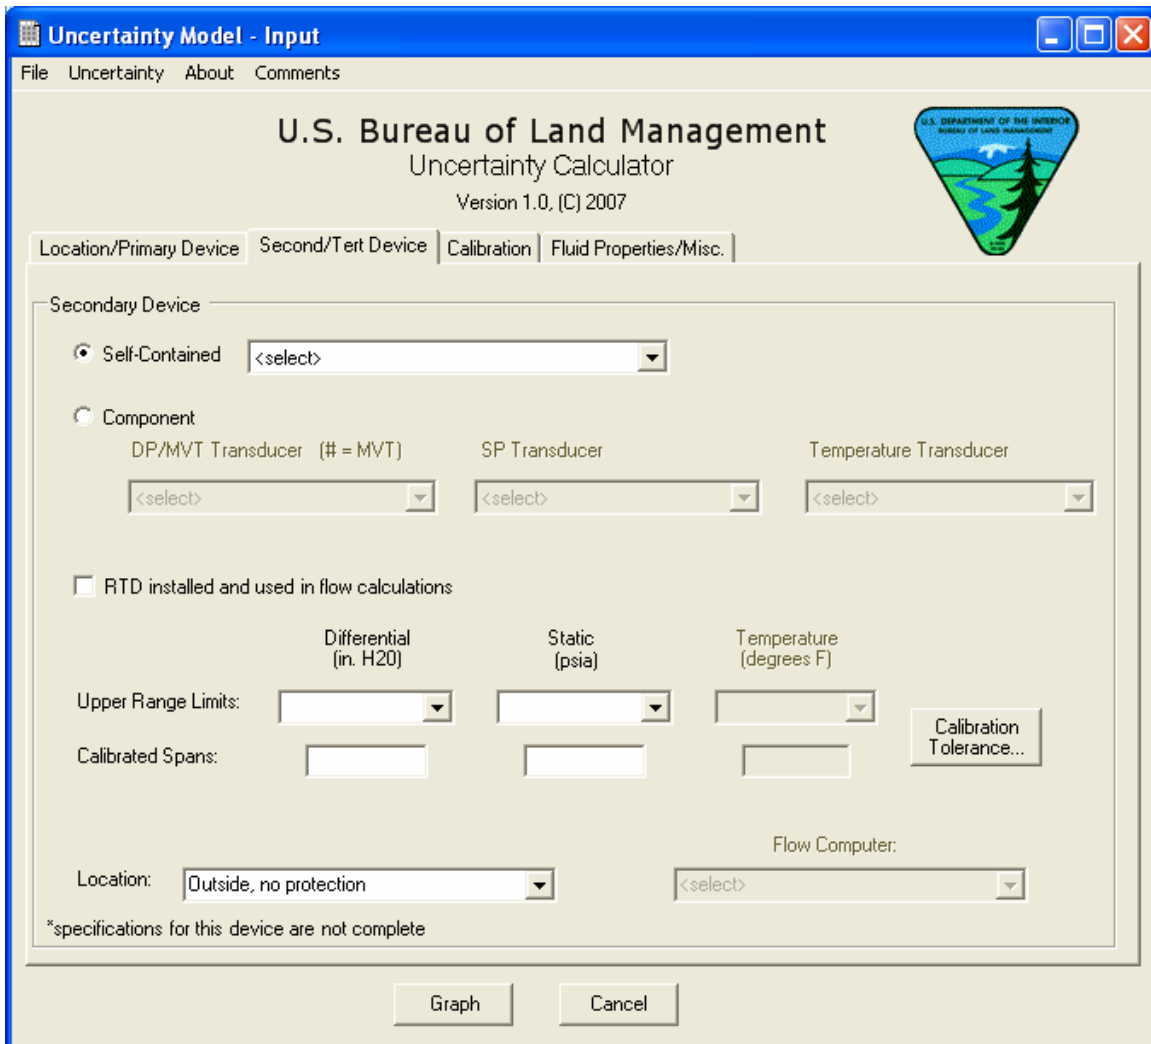 Uncertainty Model - Input
File Uncertainty About Comments
U.S. Bureau of Land Management
Uncertainty Calculator
Version 1.0, (C) 2007
U.S. DEPARTMENT OF THE INTERIOR
BUREAU OF LAND MANAGEMENT
Location/Primary Device Second/Tert Device Calibration Fluid Properties/Misc.
Secondary Device
Self-Contained <select>
Component
DP/MVT Transducer (# = MVT) SP Transducer Temperature Transducer
<select> <select> <select>
RTD installed and used in flow calculations
Differential Static Temperature
(in. H20) (psia) (degrees F)
Upper Range Limits:
Calibration
Tolerance...
Calibrated Spans:
Flow Computer:
Location: Outside, no protection <select>
*specifications for this device are not complete
Graph Cancel